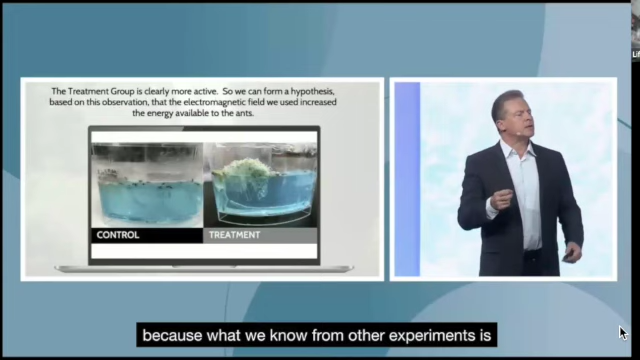 The Treatment Group is clearly more active. So we can form a hypothesis,
based on this observation, that the electromagnetic field we used increased
the energy available to the ants.
CONTROL
TREATMENT
because what we know from other experiments is